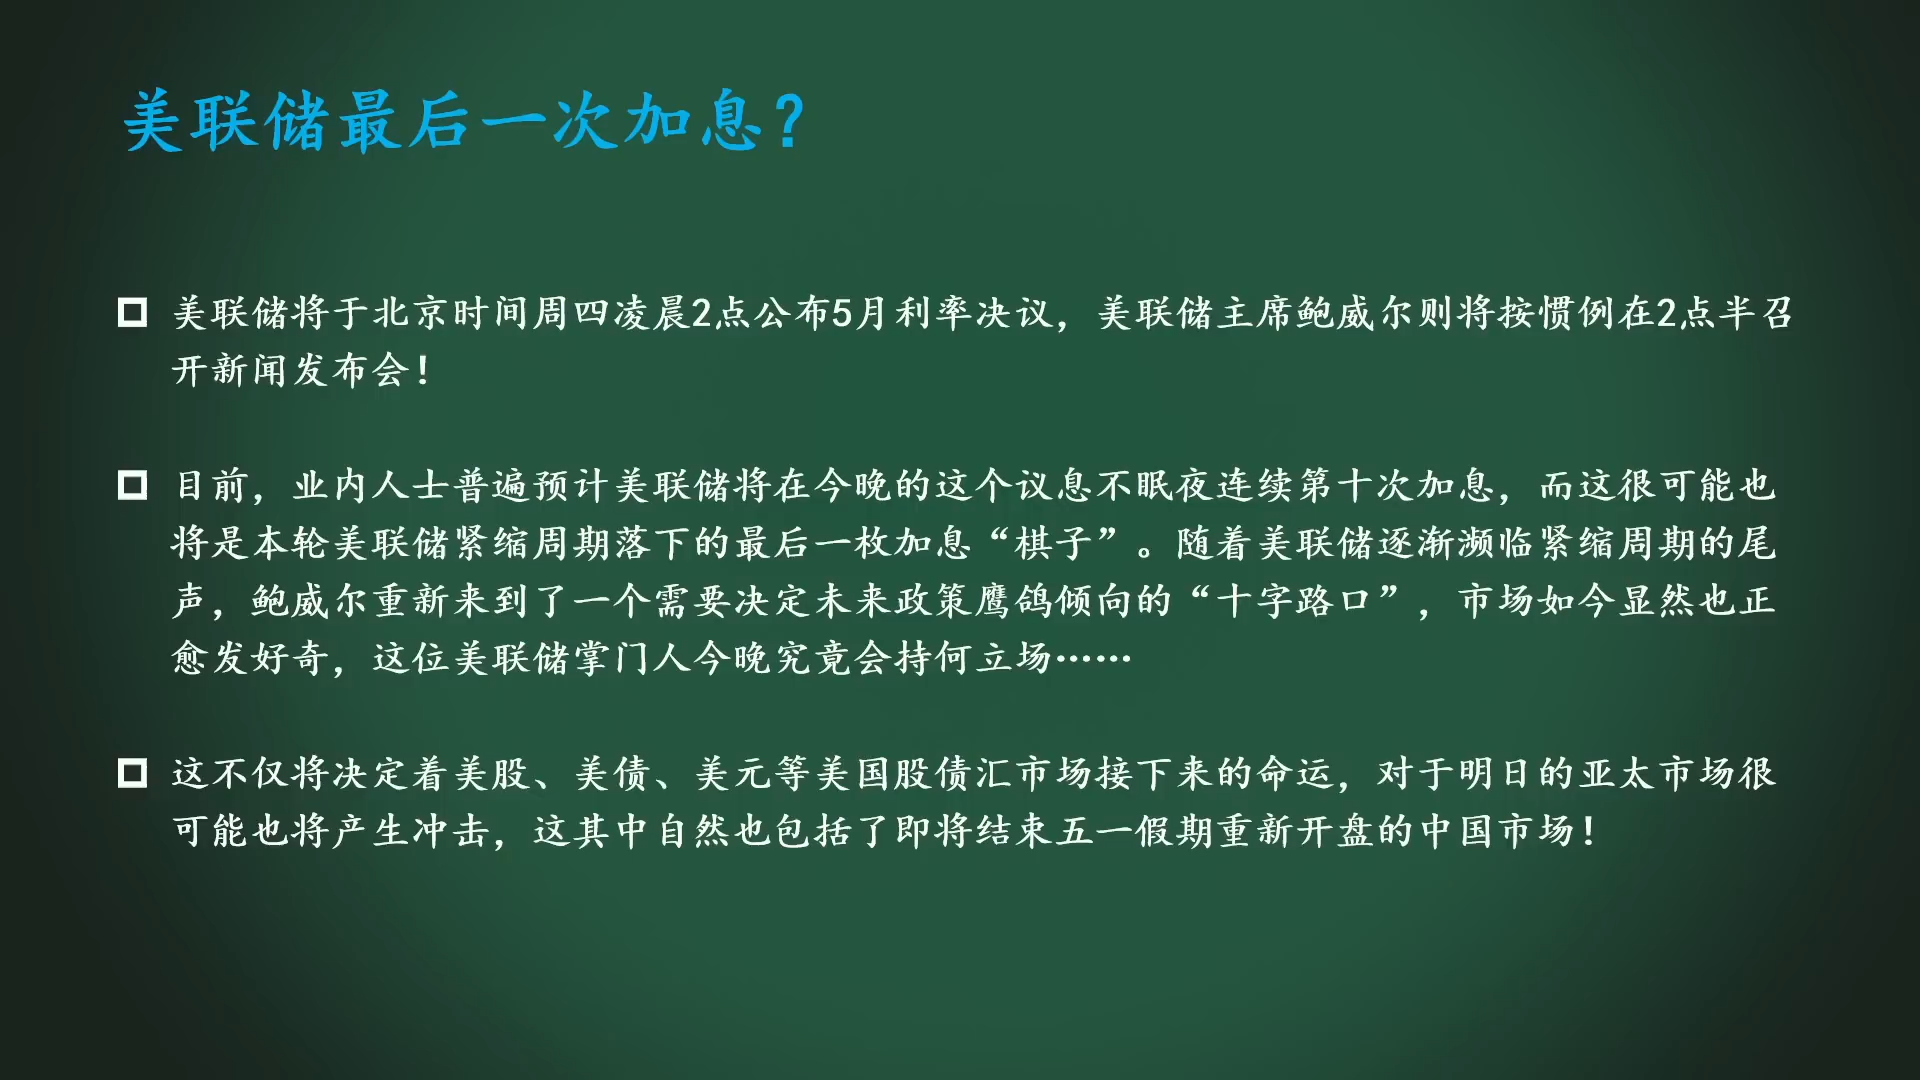 美联储最后一次加息？
美联储将于北京时间周四凌晨2点公布5月利率决议，美联储主席鲍威尔则将按惯例在2点半召
开新闻发布会！
目前，业内人士普遍预计美联储将在今晚的这个议息不眠夜连续第十次加息，而这很可能也
将是本轮美联储紧缩周期落下的最后一枚加息“棋子”。随着美联储逐渐濒临紧缩周期的尾
声，鲍威尔重新来到了一个需要决定未来政策鹰鸽倾向的“十字路口”，市场如今显然也正
愈发好奇，这位美联储掌门人今晚究竟会持何立场……
这不仅将决定着美股、美债、美元等美国股债汇市场接下来的命运，对于明日的亚太市场很
可能也将产生冲击，这其中自然也包括了即将结束五一假期重新开盘的中国市场！